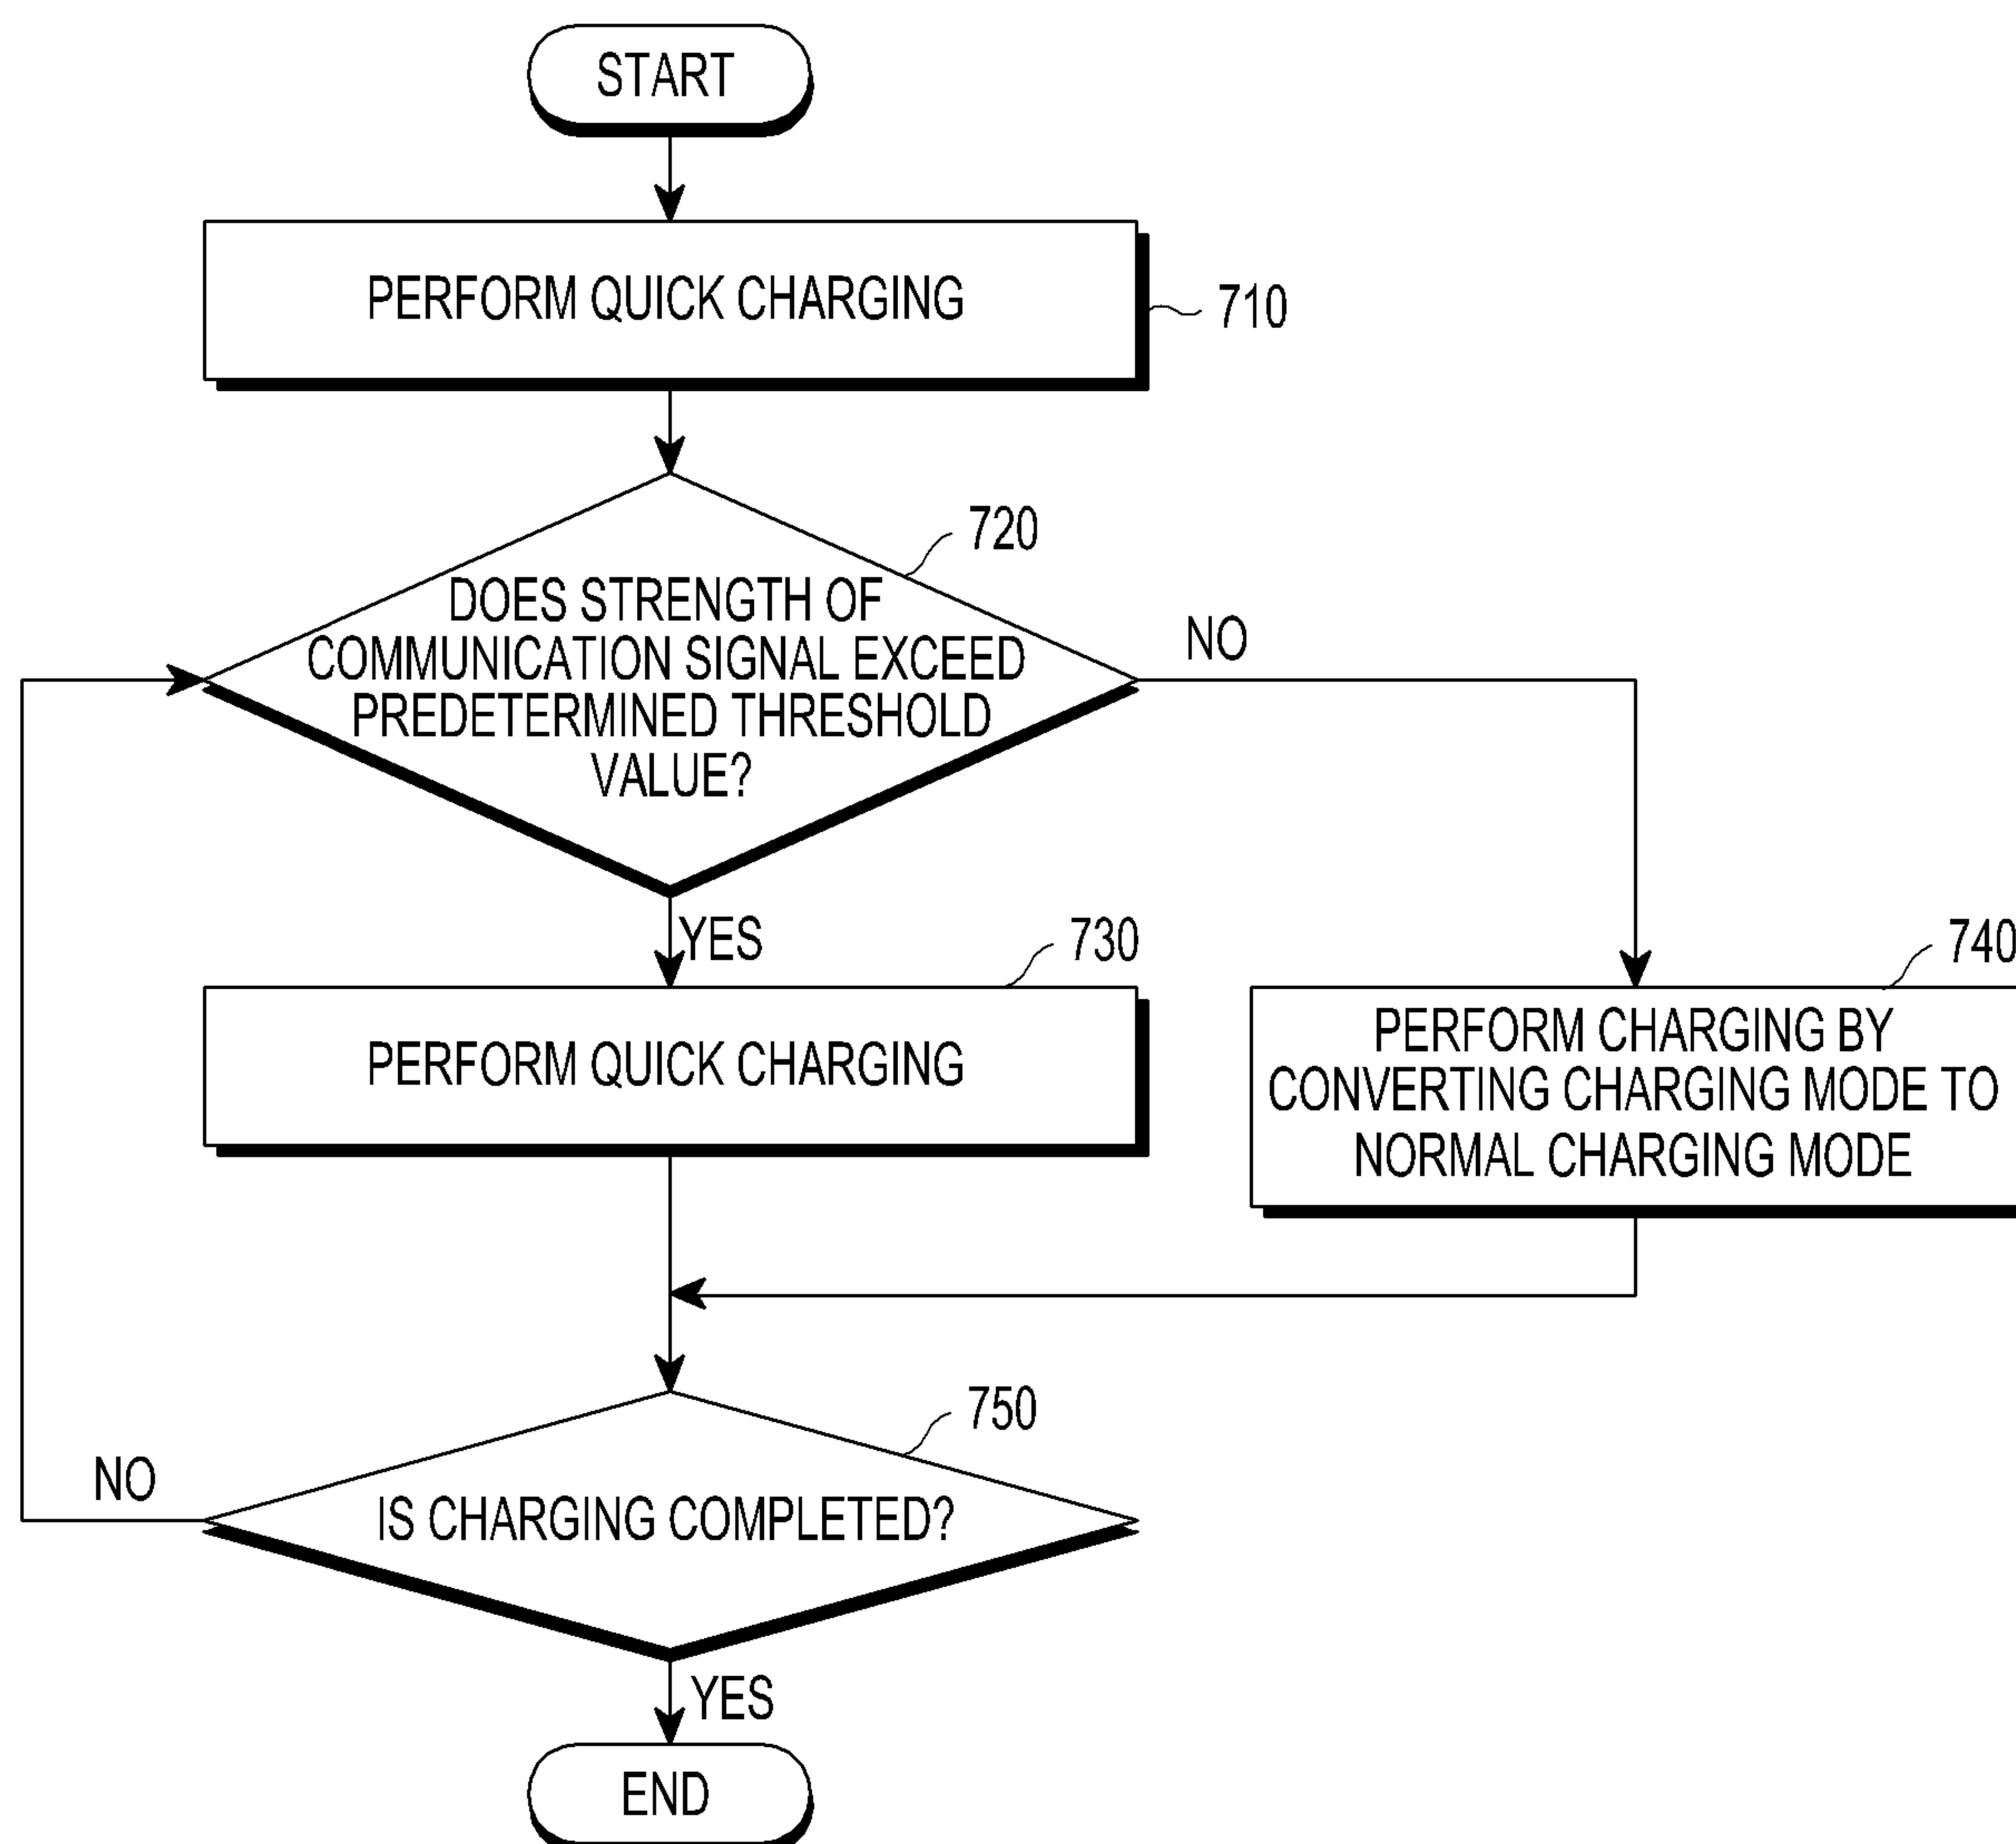 START
PERFORM QUICK CHARGING
710
720
DOES STRENGTH OF
COMMUNICATION SIGNAL EXCEED
PREDETERMINED THRESHOLD
VALUE?
NO
YES
730
PERFORM QUICK CHARGING
740
PERFORM CHARGING BY
CONVERTING CHARGING MODE TO
NORMAL CHARGING MODE
750
IS CHARGING COMPLETED?
NO
YES
END